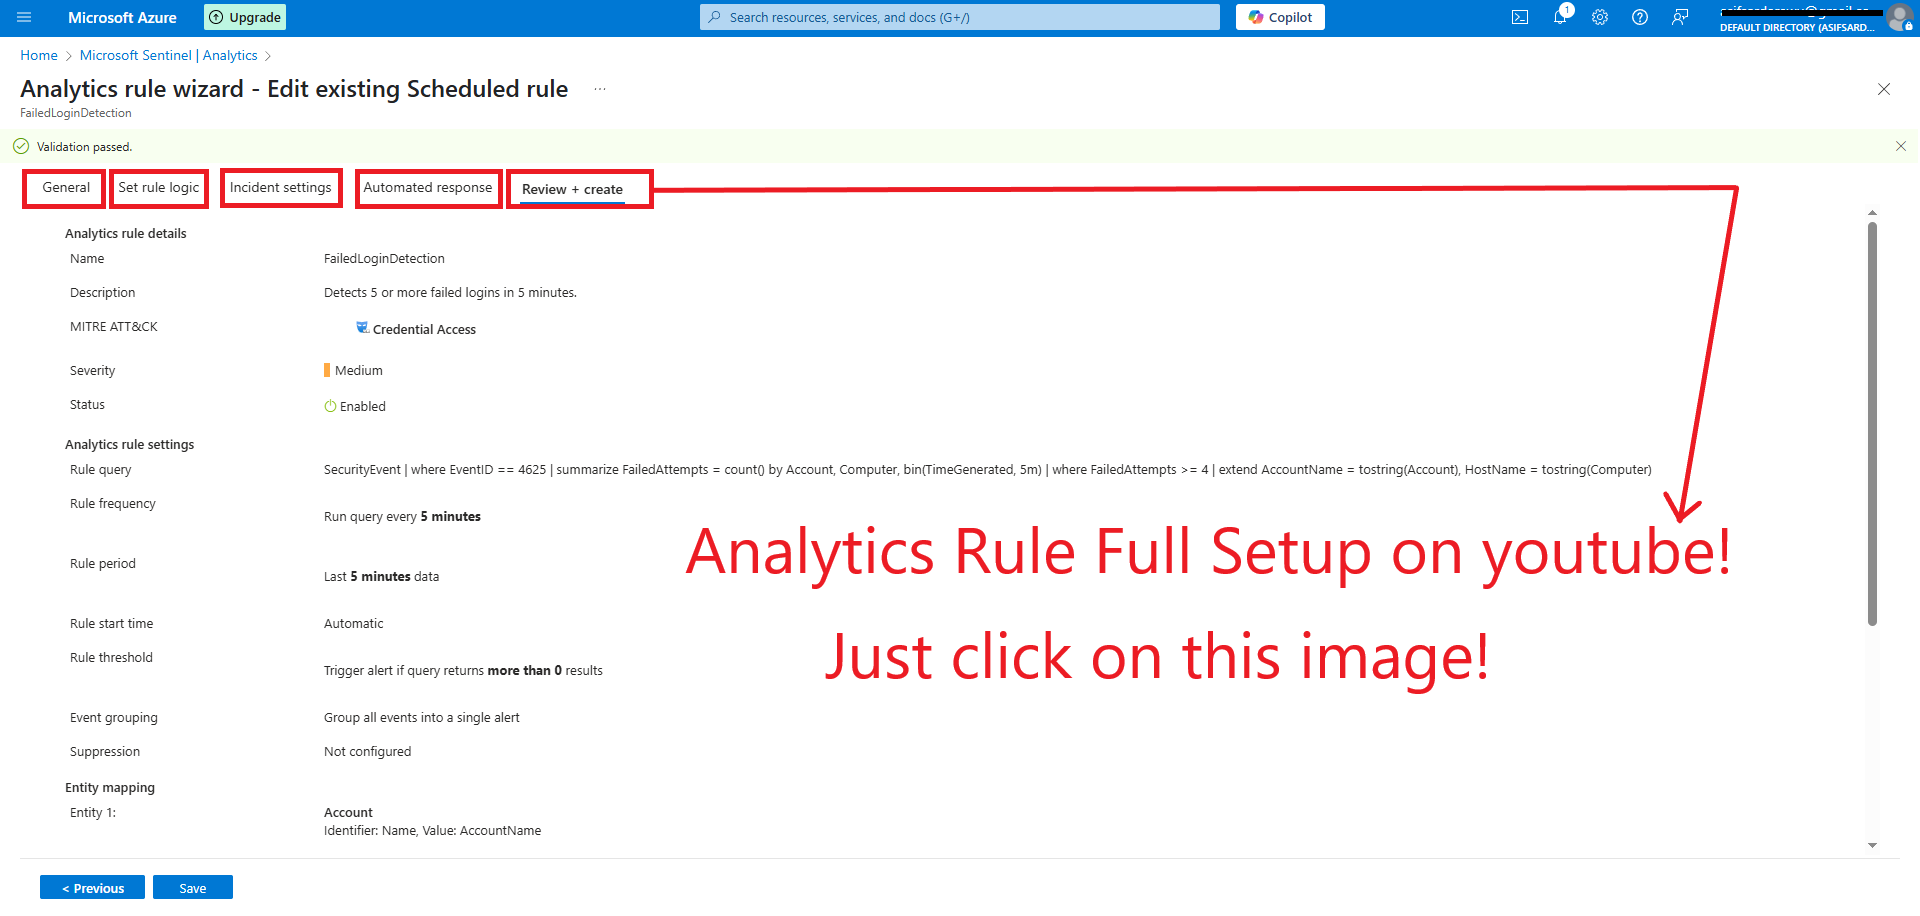 Microsoft Azure
Upgrade
Search resources, services, and docs (G+/)
Copilot
1
DEFAULT DIRECTORY (ASIFSARD...
Home > Microsoft Sentinel | Analytics >
Analytics rule wizard - Edit existing Scheduled rule ...
FailedLoginDetection
Validation passed.
General
Set rule logic
Incident settings
Automated response
Review + create
Analytics rule details
Name FailedLoginDetection
Description Detects 5 or more failed logins in 5 minutes.
MITRE ATT&CK Credential Access
Severity Medium
Status Enabled
Analytics rule settings
Rule query SecurityEvent | where EventID == 4625 | summarize FailedAttempts = count() by Account, Computer, bin(TimeGenerated, 5m) | where FailedAttempts >= 4 | extend AccountName = tostring(Account), HostName = tostring(Computer)
Rule frequency Run query every 5 minutes
Analytics Rule Full Setup on youtube!
Rule period Last 5 minutes data
Rule start time Automatic
Just click on this image!
Rule threshold Trigger alert if query returns more than 0 results
Event grouping Group all events into a single alert
Suppression Not configured
Entity mapping
Entity 1: Account
Identifier: Name, Value: AccountName
< Previous
Save